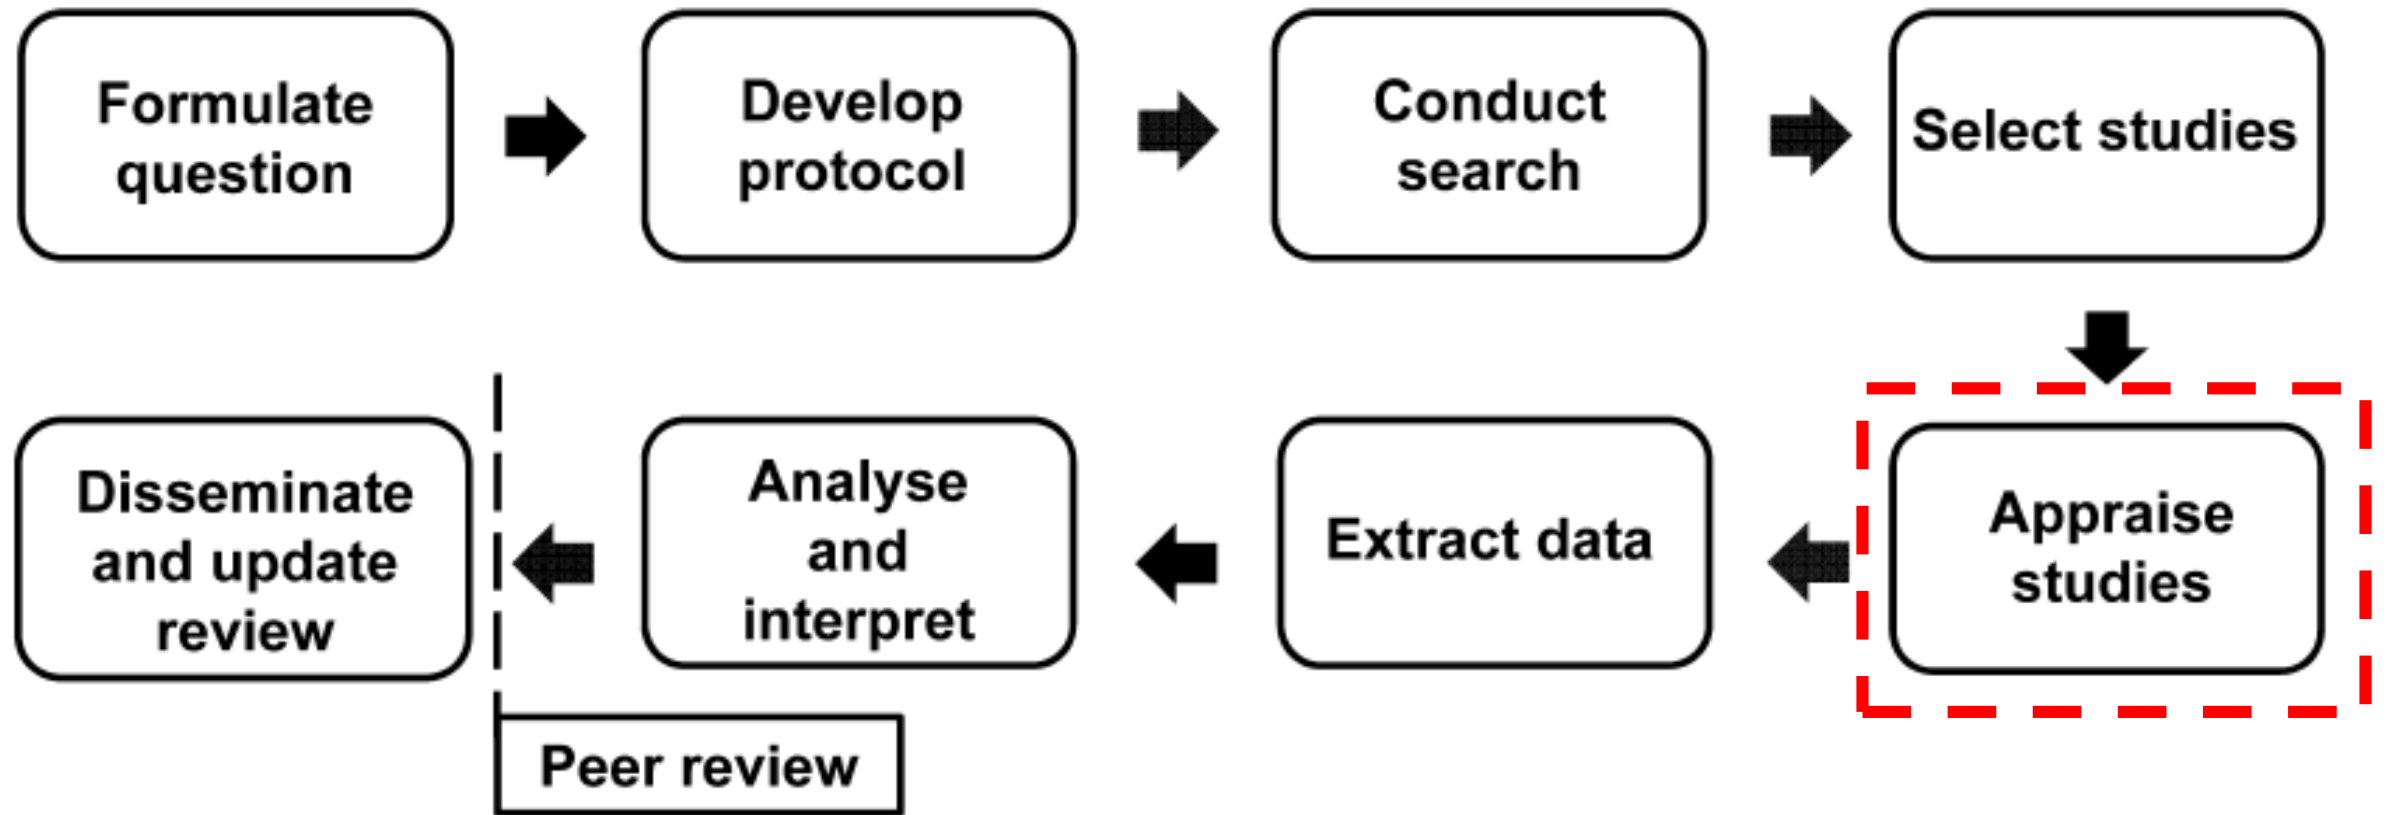 Formulate
question
Develop
protocol
Conduct
search
Select studies
Appraise
studies
Extract data
Analyse
and
interpret
Disseminate
and update
review
Peer review